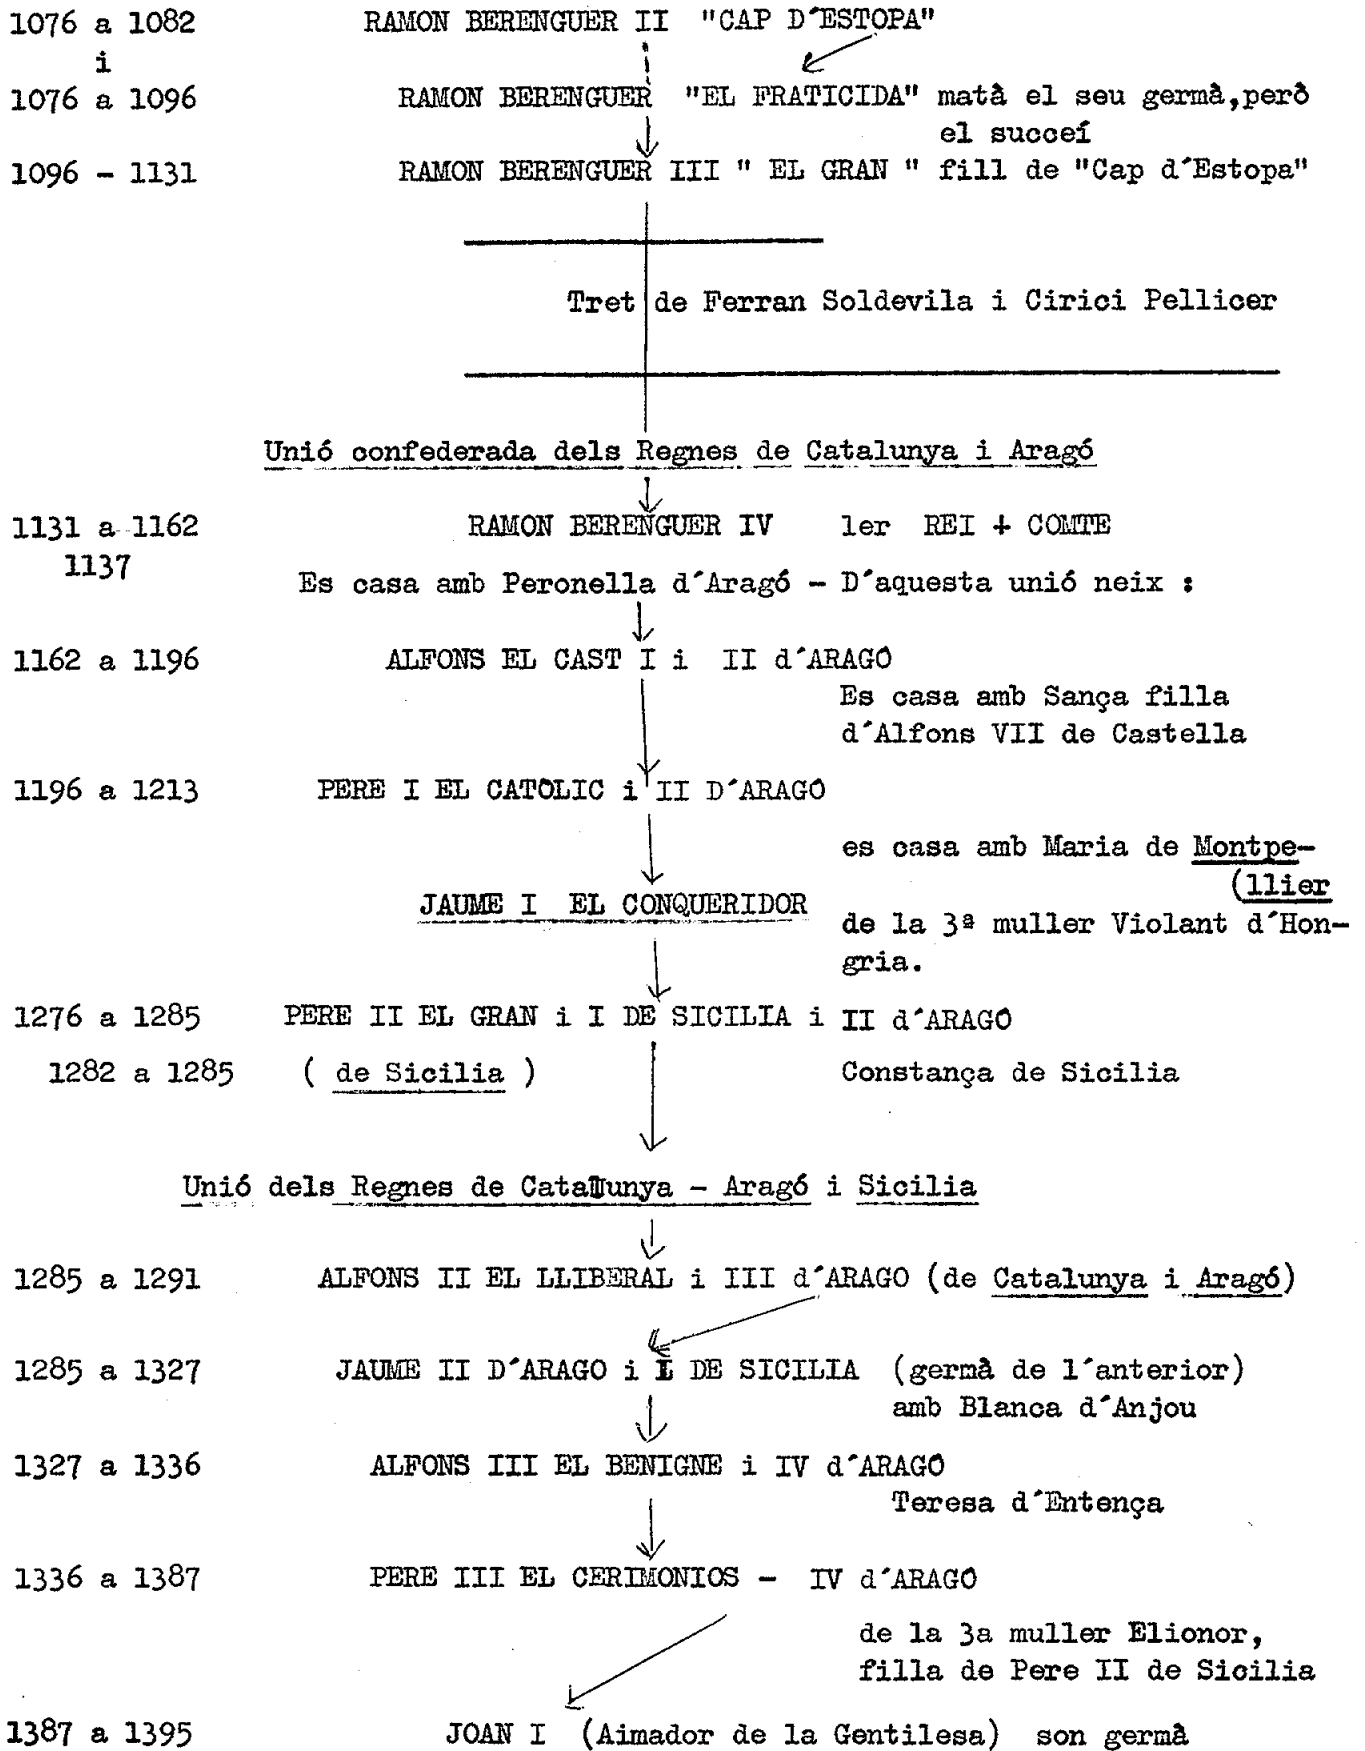 1076 a 1082 RAMON BERENGUER II "CAP D´ESTOPA"
i
1076 a 1096 RAMON BERENGUER "EL FRATICIDA" matà el seu germà,però
el succeí
1096 - 1131 RAMON BERENGUER III " EL GRAN " fill de "Cap d´Estopa"
Tret de Ferran Soldevila i Cirici Pellicer
Unió confederada dels Regnes de Catalunya i Aragó
1131 a 1162 RAMON BERENGUER IV 1er REI + COMTE
1137
Es casa amb Peronella d´Aragó - D´aquesta unió neix :
1162 a 1196 ALFONS EL CAST I i II d´ARAGÓ
Es casa amb Sança filla
d´Alfons VII de Castella
1196 a 1213 PERE I EL CATÒLIC i II D´ARAGÓ
es casa amb Maria de Montpe-
(llier
JAUME I EL CONQUERIDOR
de la 3ª muller Violant d´Hon-
gria.
1276 a 1285 PERE II EL GRAN i I DE SICILIA i II d´ARAGÓ
1282 a 1285 ( de Sicilia ) Constança de Sicilia
Unió dels Regnes de Catalunya - Aragó i Sicilia
1285 a 1291 ALFONS II EL LLIBERAL i III d´ARAGO (de Catalunya i Aragó)
1285 a 1327 JAUME II D´ARAGO i I DE SICILIA (germà de l´anterior)
amb Blanca d´Anjou
1327 a 1336 ALFONS III EL BENIGNE i IV d´ARAGÓ
Teresa d´Entença
1336 a 1387 PERE III EL CERIMONIOS - IV d´ARAGÓ
de la 3a muller Elionor,
filla de Pere II de Sicilia
1387 a 1395 JOAN I (Aimador de la Gentilesa) son germà